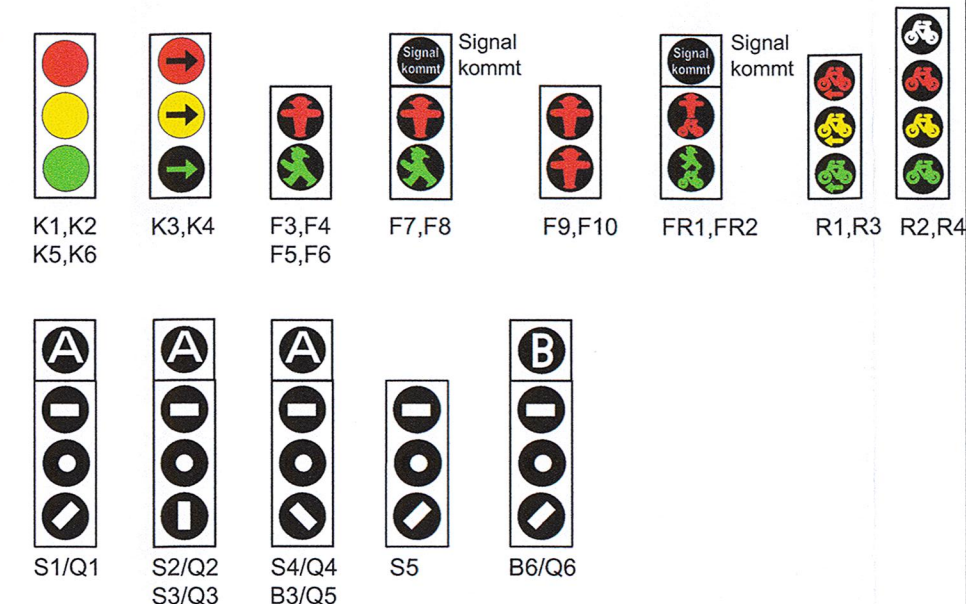 Signal
kommt
Signal
kommt
Signal
kommt
Signal
kommt
K1,K2
K5,K6
K3,K4
F3,F4
F5,F6
F7,F8
F9,F10
FR1,FR2
R1,R3
R2,R4
A
A
A
B
S1/Q1
S2/Q2
S3/Q3
S4/Q4
B3/Q5
S5
B6/Q6